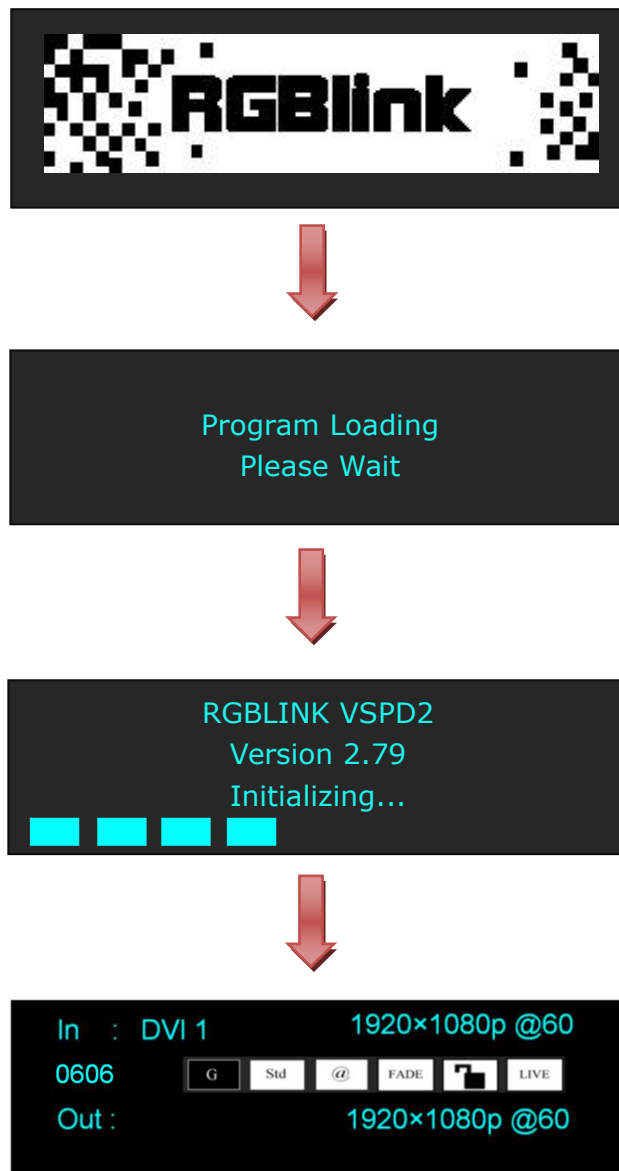 RGBlink
Program Loading
Please Wait
RGBLINK VSPD2
Version 2.79
Initializing...
In : DVI 1 1920×1080p @60
0606 G Std @ FADE LIVE
Out : 1920×1080p @60